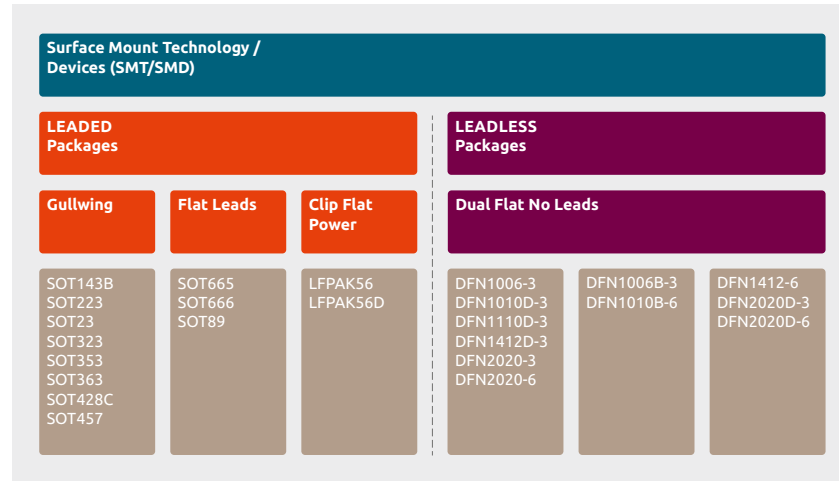 Surface Mount Technology /
Devices (SMT/SMD)
LEADED
Packages
LEADLESS
Packages
Gullwing
Flat Leads
Clip Flat
Power
Dual Flat No Leads
SOT143B
SOT223
SOT23
SOT323
SOT353
SOT363
SOT428C
SOT457
SOT665
SOT666
SOT89
LFPAK56
LFPAK56D
DFN1006-3
DFN1010D-3
DFN1110D-3
DFN1412D-3
DFN2020-3
DFN2020-6
DFN1006B-3
DFN1010B-6
DFN1412-6
DFN2020D-3
DFN2020D-6